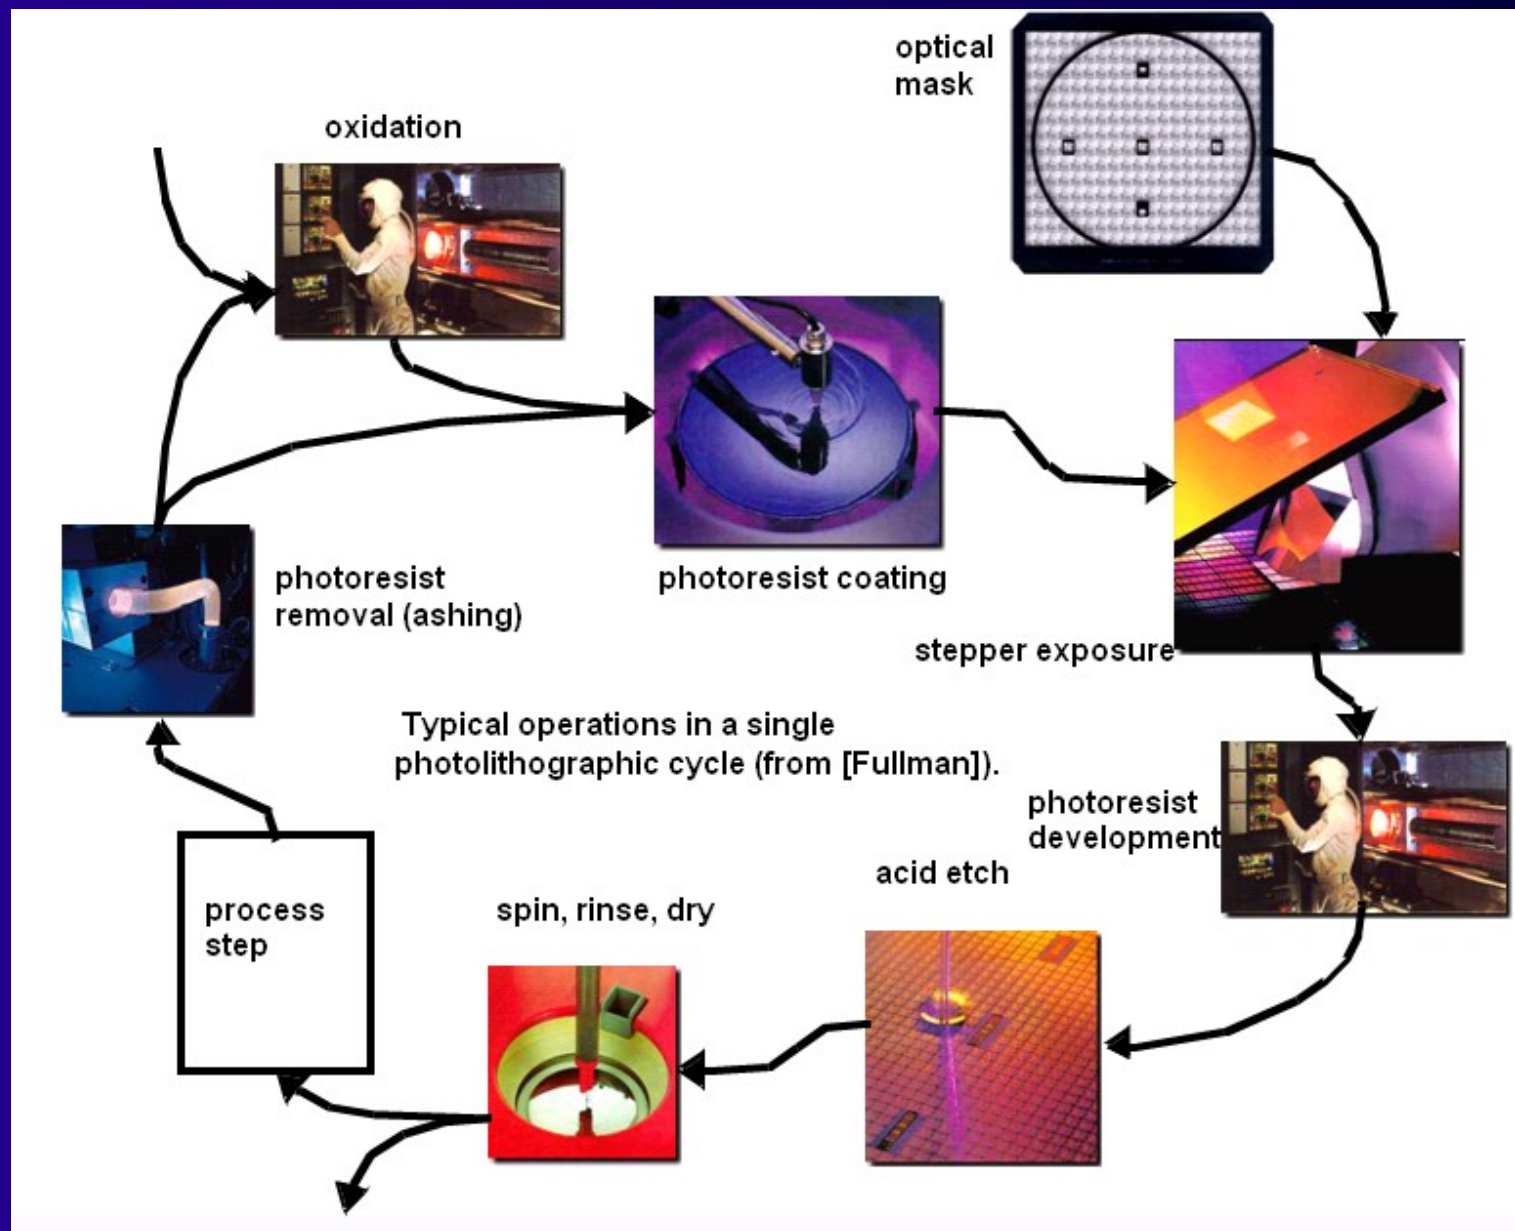 optical
mask
oxidation
photoresist
removal (ashing)
photoresist coating
stepper exposure
Typical operations in a single
photolithographic cycle (from [Fullman]).
photoresist
development
acid etch
spin, rinse, dry
process
step